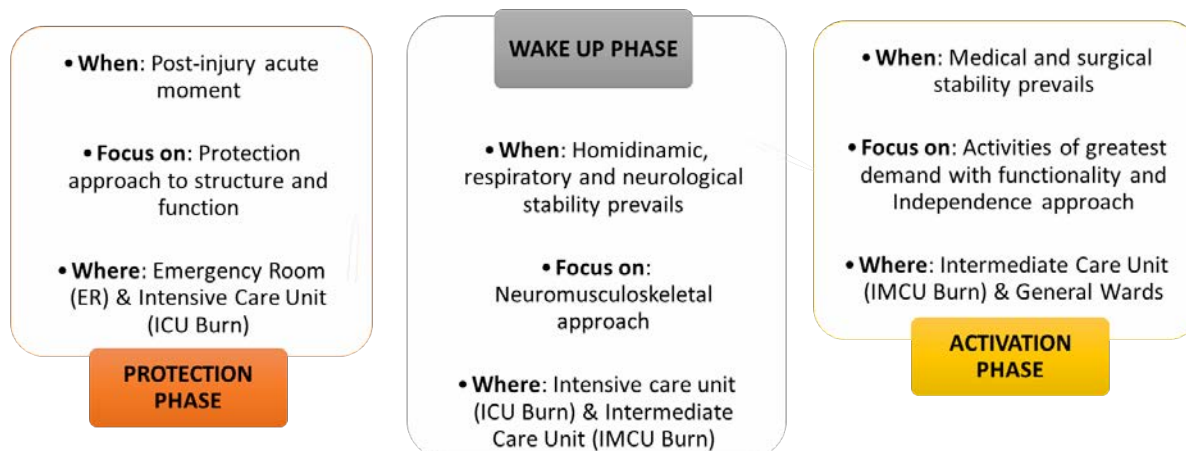 • When: Post-injury acute
moment
• Focus on: Protection
approach to structure and
function
• Where: Emergency Room
(ER) & Intensive Care Unit
(ICU Burn)
PROTECTION
PHASE
WAKE UP PHASE
• When: Homidinamic,
respiratory and neurological
stability prevails
• Focus on:
Neuromusculoskeletal
approach
• Where: Intensive care unit
(ICU Burn) & Intermediate
Care Unit (IMCU Burn)
• When: Medical and surgical
stability prevails
• Focus on: Activities of greatest
demand with functionality and
Independence approach
• Where: Intermediate Care Unit
(IMCU Burn) & General Wards
ACTIVATION
PHASE